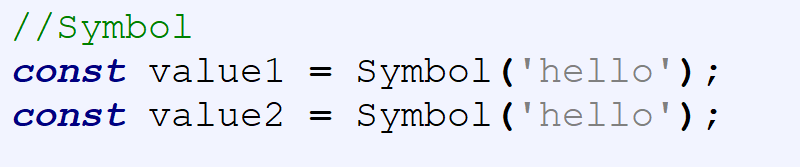 //Symbol
const value1 = Symbol('hello');
const value2 = Symbol('hello');